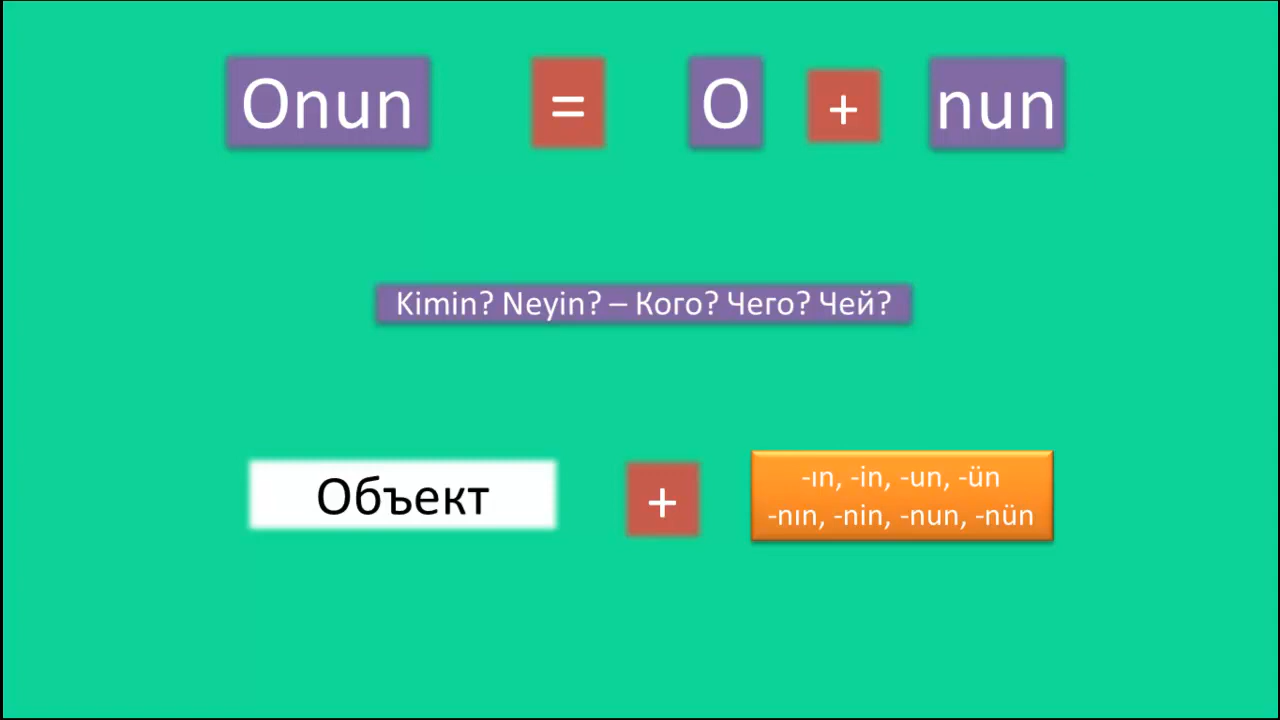 Onun = O + nun
Kimin? Neyin? – Кого? Чего? Чей?
Объект + -ın, -in, -un, -ün
-nın, -nin, -nun, -nün